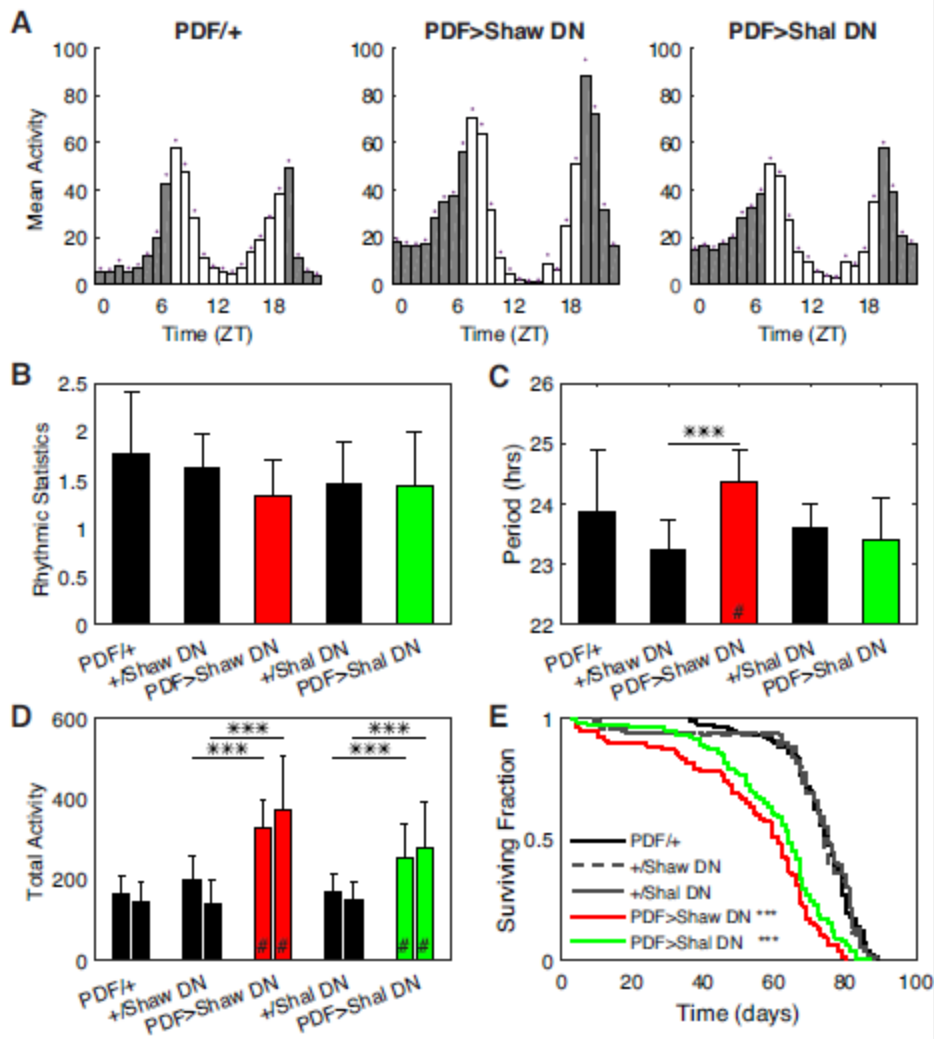 A
PDF/+
PDF>Shaw DN
PDF>Shal DN
100
80
60
40
20
0
Mean Activity
0 6 12 18
Time (ZT)
100
80
60
40
20
0
0 6 12 18
Time (ZT)
100
80
60
40
20
0
0 6 12 18
Time (ZT)
B
2.5
2
1.5
1
0.5
0
Rhythmic Statistics
PDF/+
+/Shaw DN
PDF>Shaw DN
+/Shal DN
PDF>Shal DN
C
26
25
24
23
22
Period (hrs)
***
#
PDF/+
+/Shaw DN
PDF>Shaw DN
+/Shal DN
PDF>Shal DN
D
600
400
200
0
Total Activity
*** ***
*** ***
# # # #
PDF/+
+/Shaw DN
PDF>Shaw DN
+/Shal DN
PDF>Shal DN
E
1
0.5
0
Surviving Fraction
PDF/+
+/Shaw DN
+/Shal DN
PDF>Shaw DN ***
PDF>Shal DN ***
0 20 40 60 80 100
Time (days)